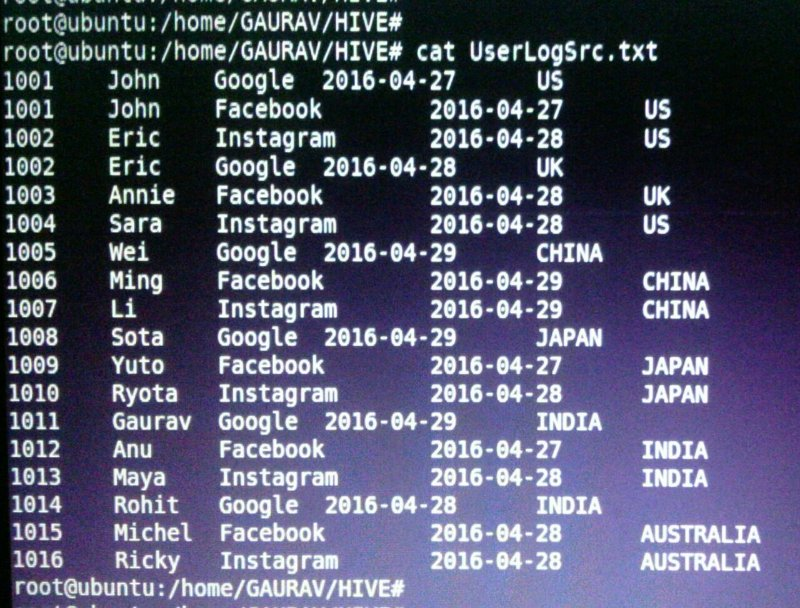 root@ubuntu:/home/GAURAV/HIVE#
root@ubuntu:/home/GAURAV/HIVE#
root@ubuntu:/home/GAURAV/HIVE# cat UserLogSrc.txt
1001 John Google 2016-04-27 US
1001 John Facebook 2016-04-27 US
1002 Eric Instagram 2016-04-28 US
1002 Eric Google 2016-04-28 UK
1003 Annie Facebook 2016-04-28 UK
1004 Sara Instagram 2016-04-28 US
1005 Wei Google 2016-04-29 CHINA
1006 Ming Facebook 2016-04-29 CHINA
1007 Li Instagram 2016-04-29 CHINA
1008 Sota Google 2016-04-29 JAPAN
1009 Yuto Facebook 2016-04-27 JAPAN
1010 Ryota Instagram 2016-04-28 JAPAN
1011 Gaurav Google 2016-04-29 INDIA
1012 Anu Facebook 2016-04-27 INDIA
1013 Maya Instagram 2016-04-28 INDIA
1014 Rohit Google 2016-04-28 INDIA
1015 Michel Facebook 2016-04-28 AUSTRALIA
1016 Ricky Instagram 2016-04-28 AUSTRALIA
root@ubuntu:/home/GAURAV/HIVE#